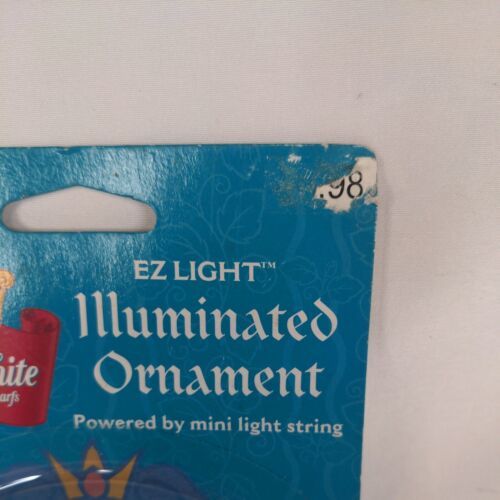 .98
EZ LIGHT™
Illuminated
Ornament
Powered by mini light string